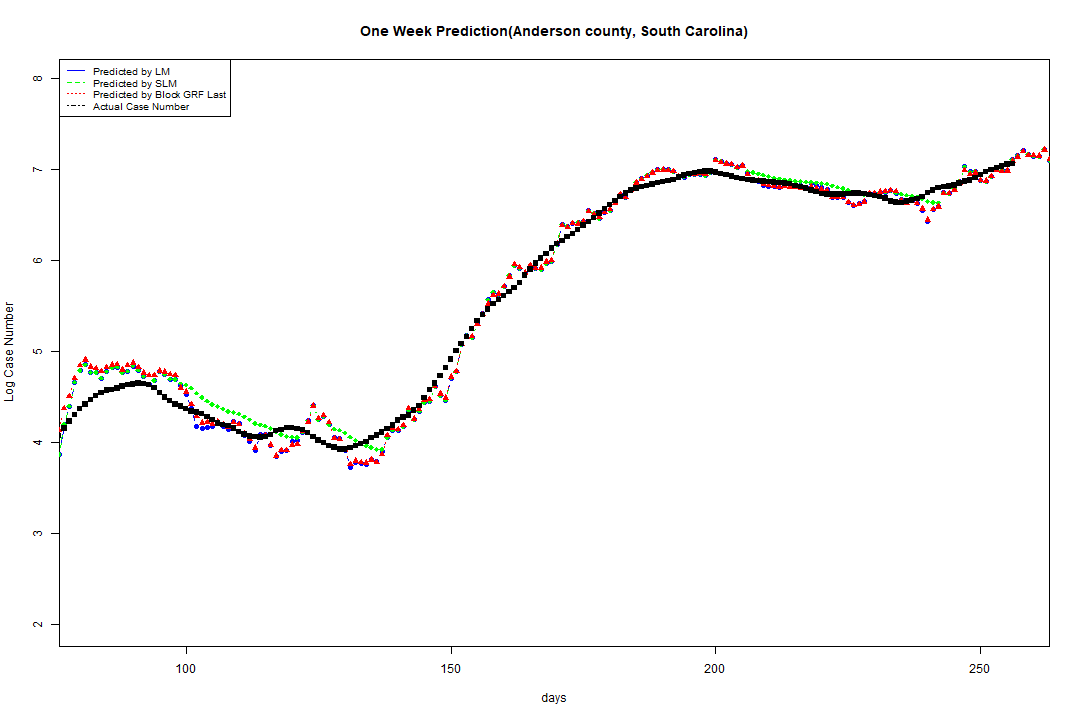 One Week Prediction(Anderson county, South Carolina)
Predicted by LM
Predicted by SLM
Predicted by Block GRF Last
Actual Case Number
8
7
6
5
4
3
2
Log Case Number
100 150 200 250
days